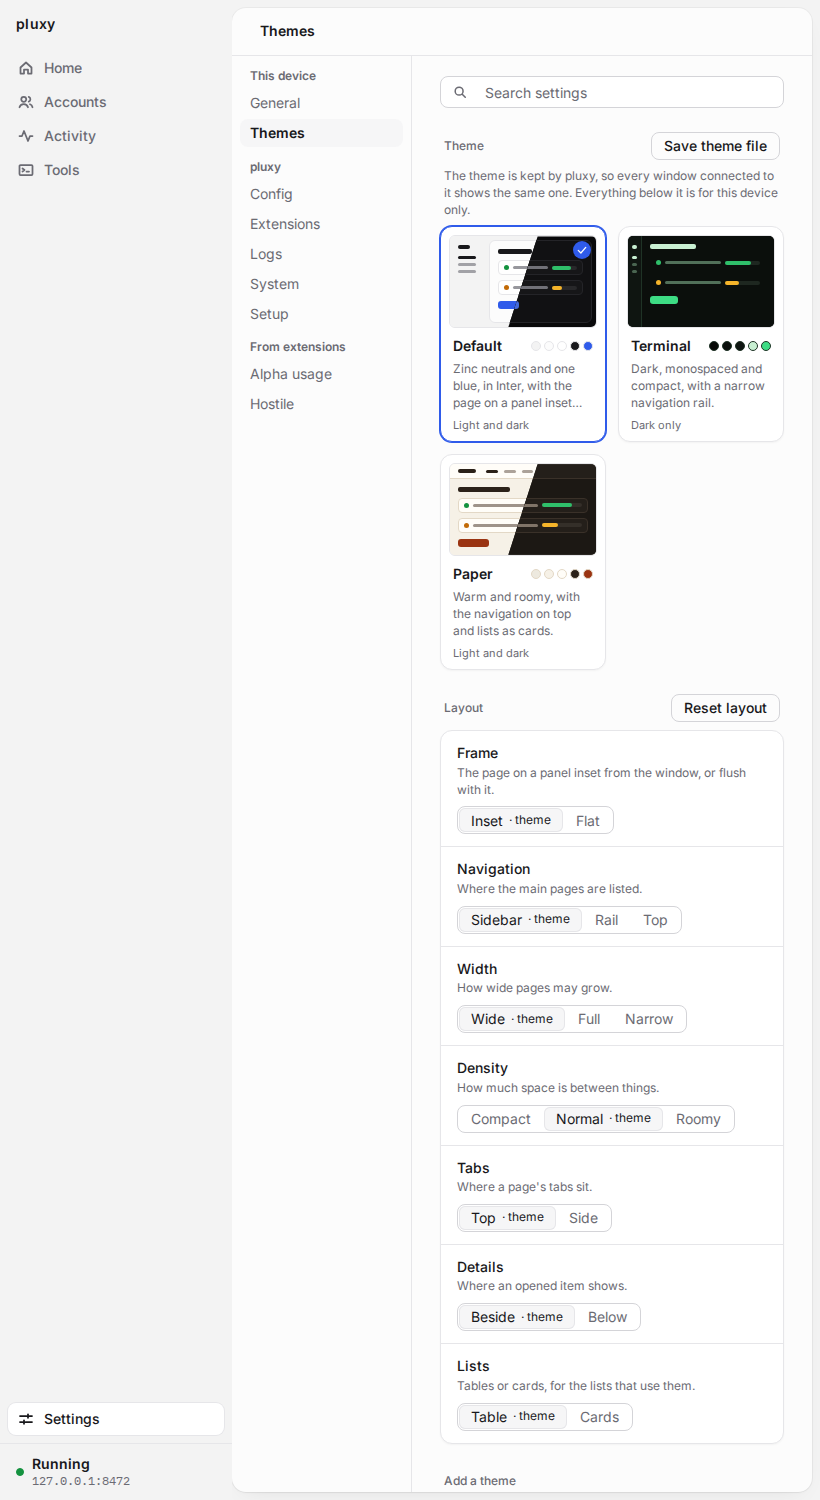 pluxy
Home
Accounts
Activity
Tools
Settings
Running
127.0.0.1:8472
Themes
This device
General
Themes
pluxy
Config
Extensions
Logs
System
Setup
From extensions
Alpha usage
Hostile
Search settings
Theme
Save theme file
The theme is kept by pluxy, so every window connected to
it shows the same one. Everything below it is for this device
only.
Default
Zinc neutrals and one
blue, in Inter, with the
page on a panel inset...
Light and dark
Terminal
Dark, monospaced and
compact, with a narrow
navigation rail.
Dark only
Paper
Warm and roomy, with
the navigation on top
and lists as cards.
Light and dark
Layout
Reset layout
Frame
The page on a panel inset from the window, or flush
with it.
Inset · theme Flat
Navigation
Where the main pages are listed.
Sidebar · theme Rail Top
Width
How wide pages may grow.
Wide · theme Full Narrow
Density
How much space is between things.
Compact Normal · theme Roomy
Tabs
Where a page's tabs sit.
Top · theme Side
Details
Where an opened item shows.
Beside · theme Below
Lists
Tables or cards, for the lists that use them.
Table · theme Cards
Add a theme